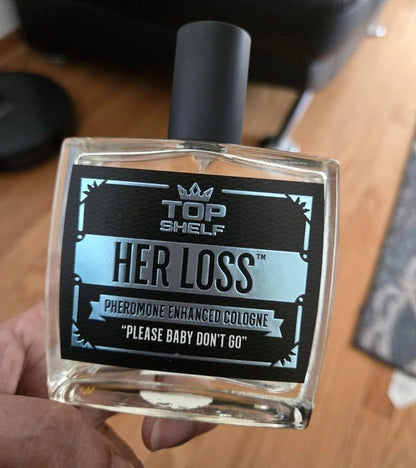 TOP
SHELF
HER LOSS™
PHEROMONE ENHANCED COLOGNE
“PLEASE BABY DON'T GO”